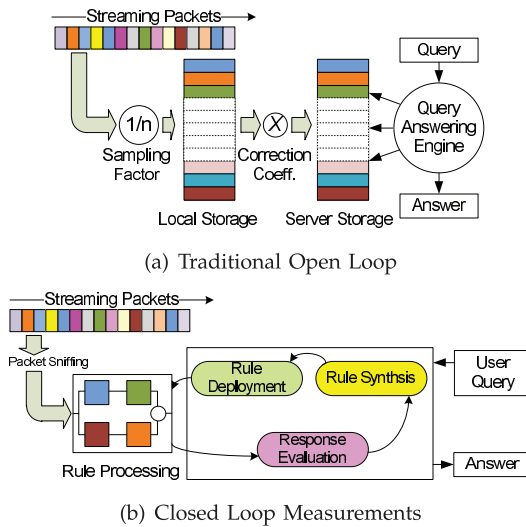 Streaming Packets
1/n
Sampling
Factor
Local Storage
X
Correction
Coeff.
Server Storage
Query
Query
Answering
Engine
Answer
(a) Traditional Open Loop
Streaming Packets
Packet Sniffing
Rule Processing
Rule
Deployment
Rule Synthsis
Response
Evaluation
User
Query
Answer
(b) Closed Loop Measurements